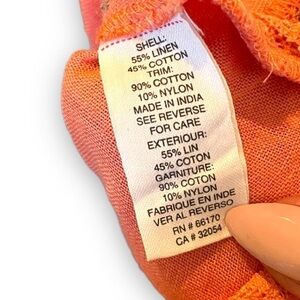 SHELL:
55% LINEN
45% COTTON
TRIM:
90% COTTON
10% NYLON
MADE IN INDIA
SEE REVERSE
FOR CARE
EXTERIOUR:
55% LIN
45% COTON
GARNITURE:
90% COTON
10% NYLON
FABRIQUE EN INDE
VER AL REVERSO
RN # 66170
CA # 32054